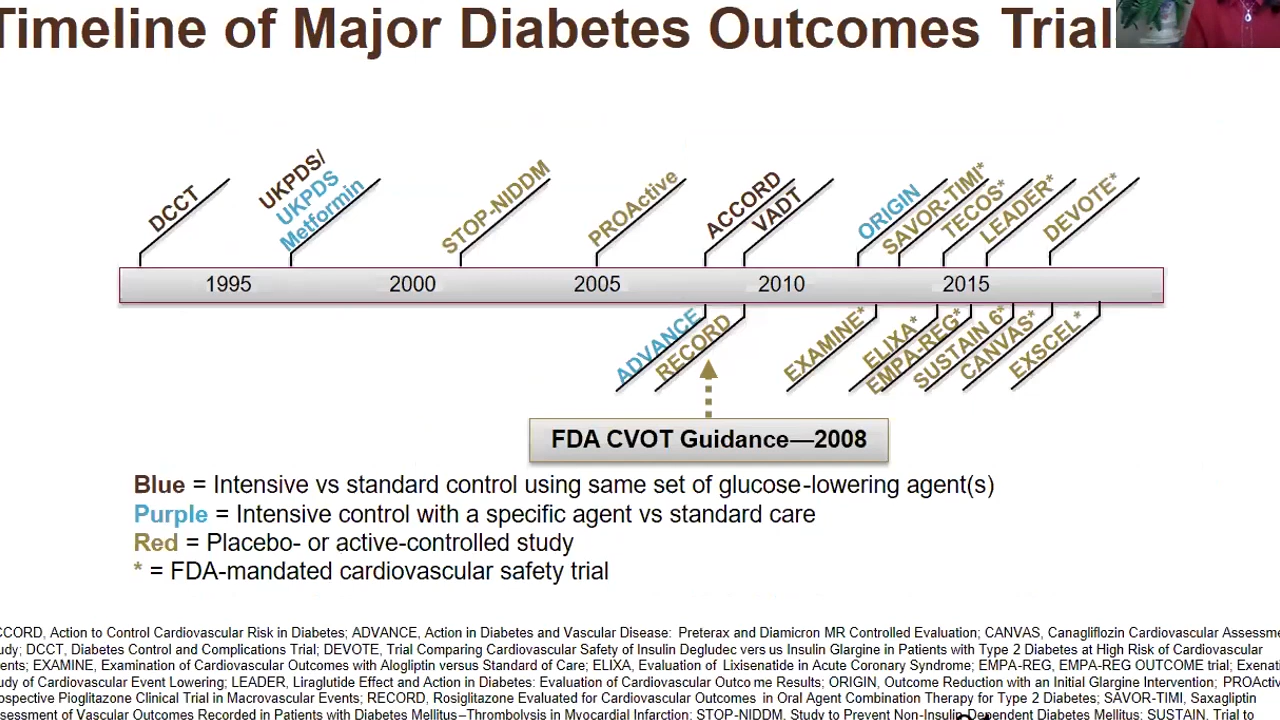 Timeline of Major Diabetes Outcomes Trial
DCCT
UKPDS/
UKPDS
Metformin
STOP-NIDDM
PROActive
ACCORD
VADT
ORIGIN
SAVOR-TIMI*
TECOS*
LEADER*
DEVOTE*
1995 2000 2005 2010 2015
ADVANCE
RECORD
EXAMINE*
ELIXA*
EMPA-REG*
SUSTAIN 6*
CANVAS*
EXSCEL*
FDA CVOT Guidance—2008
Blue = Intensive vs standard control using same set of glucose-lowering agent(s)
Purple = Intensive control with a specific agent vs standard care
Red = Placebo- or active-controlled study
* = FDA-mandated cardiovascular safety trial
CCORD, Action to Control Cardiovascular Risk in Diabetes; ADVANCE, Action in Diabetes and Vascular Disease: Preterax and Diamicron MR Controlled Evaluation; CANVAS, Canagliflozin Cardiovascular Assessme
udy; DCCT, Diabetes Control and Complications Trial; DEVOTE, Trial Comparing Cardiovascular Safety of Insulin Degludec vers us Insulin Glargine in Patients with Type 2 Diabetes at High Risk of Cardiovascular
ents; EXAMINE, Examination of Cardiovascular Outcomes with Alogliptin versus Standard of Care; ELIXA, Evaluation of Lixisenatide in Acute Coronary Syndrome; EMPA-REG, EMPA-REG OUTCOME trial; Exenati
udy of Cardiovascular Event Lowering; LEADER, Liraglutide Effect and Action in Diabetes: Evaluation of Cardiovascular Outco me Results; ORIGIN, Outcome Reduction with an Initial Glargine Intervention; PROActiv
ospective Pioglitazone Clinical Trial in Macrovascular Events; RECORD, Rosiglitazone Evaluated for Cardiovascular Outcomes in Oral Agent Combination Therapy for Type 2 Diabetes; SAVOR-TIMI, Saxagliptin
sessment of Vascular Outcomes Recorded in Patients with Diabetes Mellitus–Thrombolysis in Myocardial Infarction; STOP-NIDDM, Study to Prevent Non-Insulin-Dependent Diabetes Mellitus; SUSTAIN, Trial to